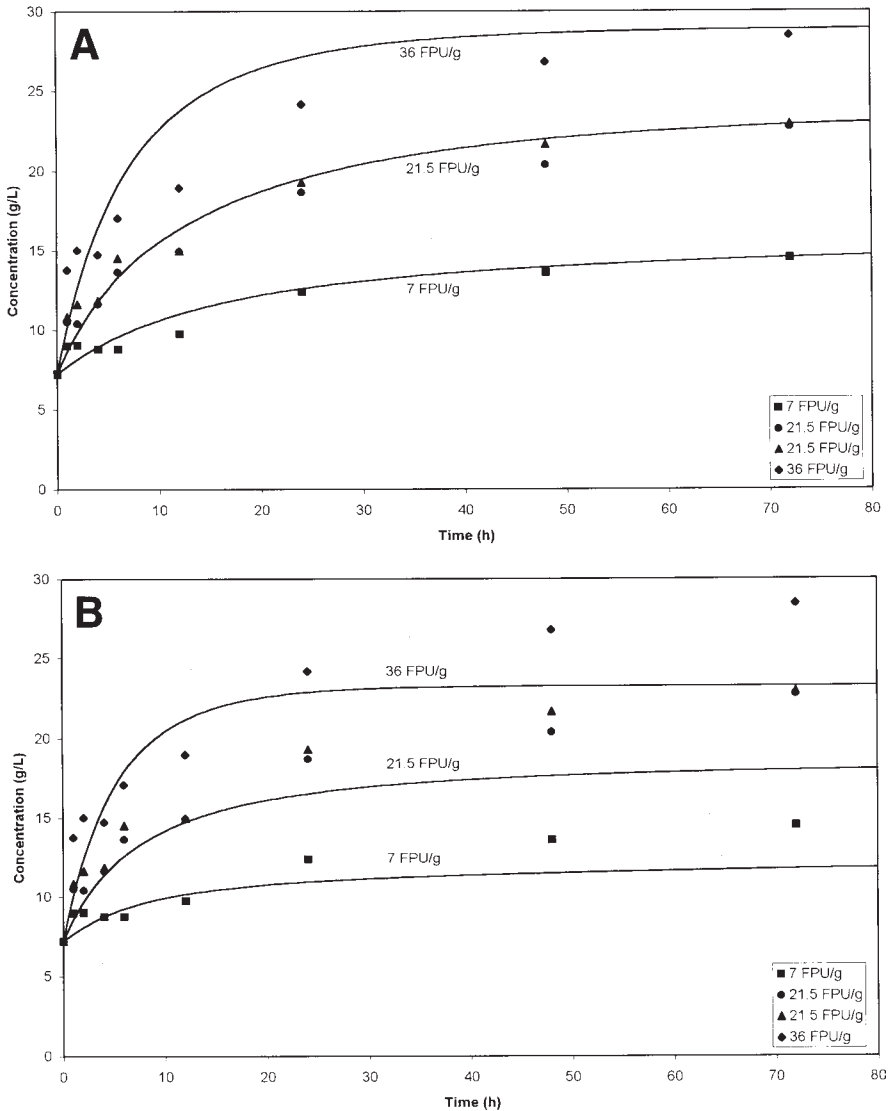 A
30
25
20
15
10
5
0
Concentration (g/L)
36 FPU/g
21.5 FPU/g
7 FPU/g
7 FPU/g
21.5 FPU/g
21.5 FPU/g
36 FPU/g
0 10 20 30 40 50 60 70 80
Time (h)
B
30
25
20
15
10
5
0
Concentration (g/L)
36 FPU/g
21.5 FPU/g
7 FPU/g
7 FPU/g
21.5 FPU/g
21 5 FPU/g
36 FPU/g
0 10 20 30 40 50 60 70 80
Time (h)